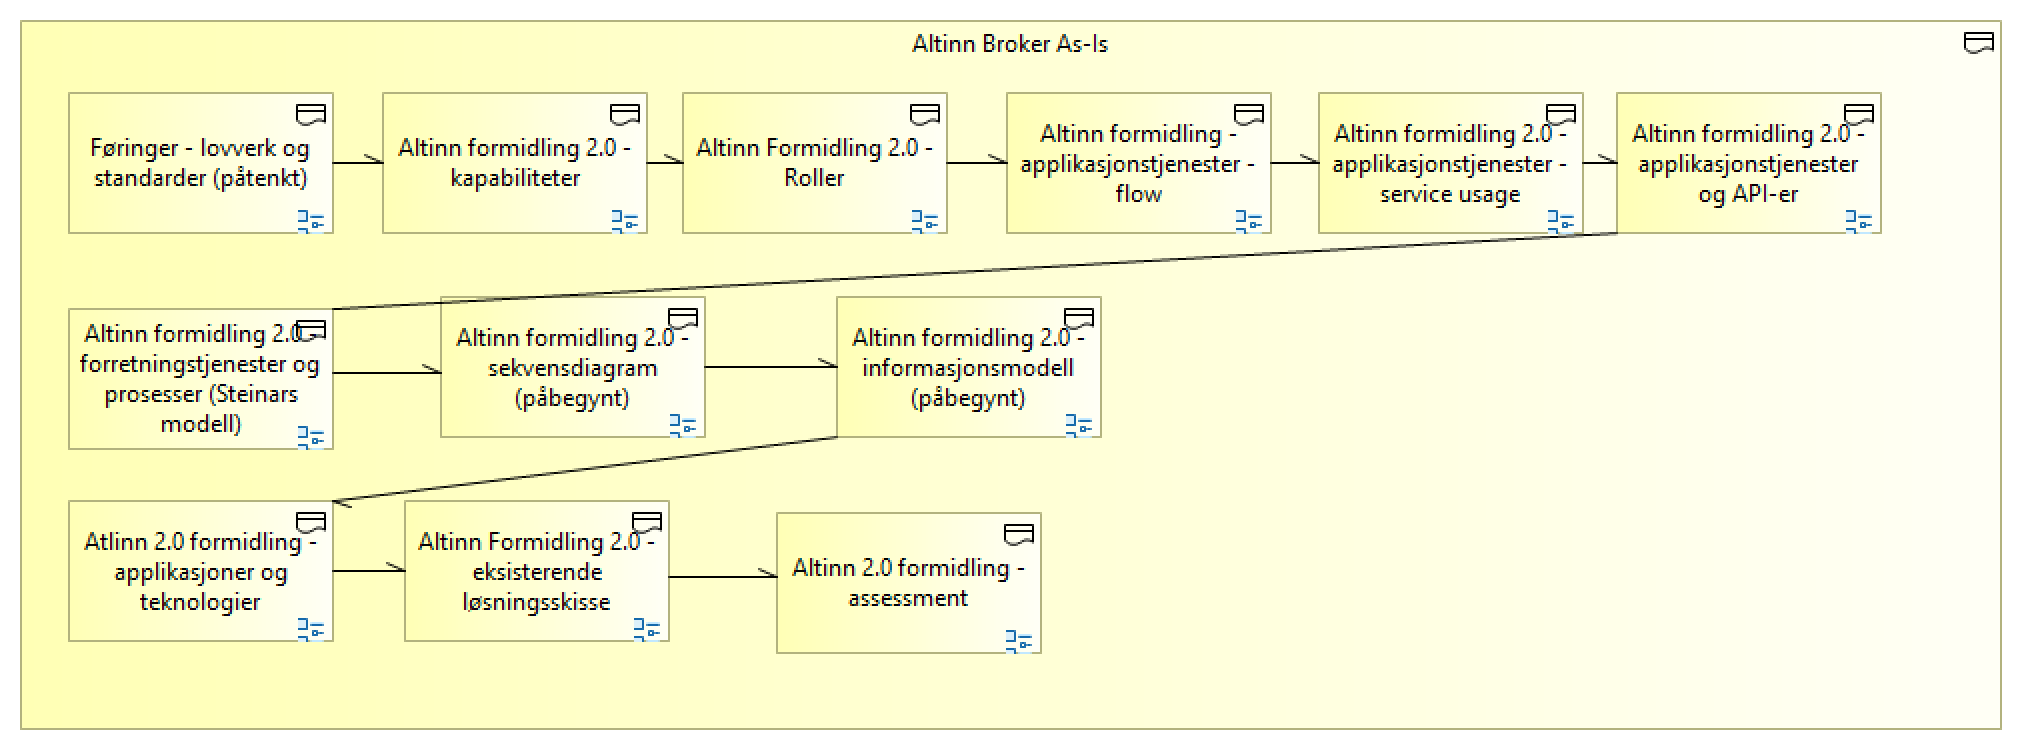 Altinn Broker As-Is
Føringer - lovverk og
standarder (påtenkt)
Altinn formidling 2.0 -
kapabiliteter
Altinn Formidling 2.0 -
Roller
Altinn formidling -
applikasjonstjenester -
flow
Altinn formidling 2.0 -
applikasjonstjenester -
service usage
Altinn formidling 2.0 -
applikasjonstjenester
og API-er
Altinn formidling 2.0 -
forretningstjenester og
prosesser (Steinars
modell)
Altinn formidling 2.0 -
sekvensdiagram
(påbegynt)
Altinn formidling 2.0 -
informasjonsmodell
(påbegynt)
Atlinn 2.0 formidling -
applikasjoner og
teknologier
Altinn Formidling 2.0 -
eksisterende
løsningsskisse
Altinn 2.0 formidling -
assessment